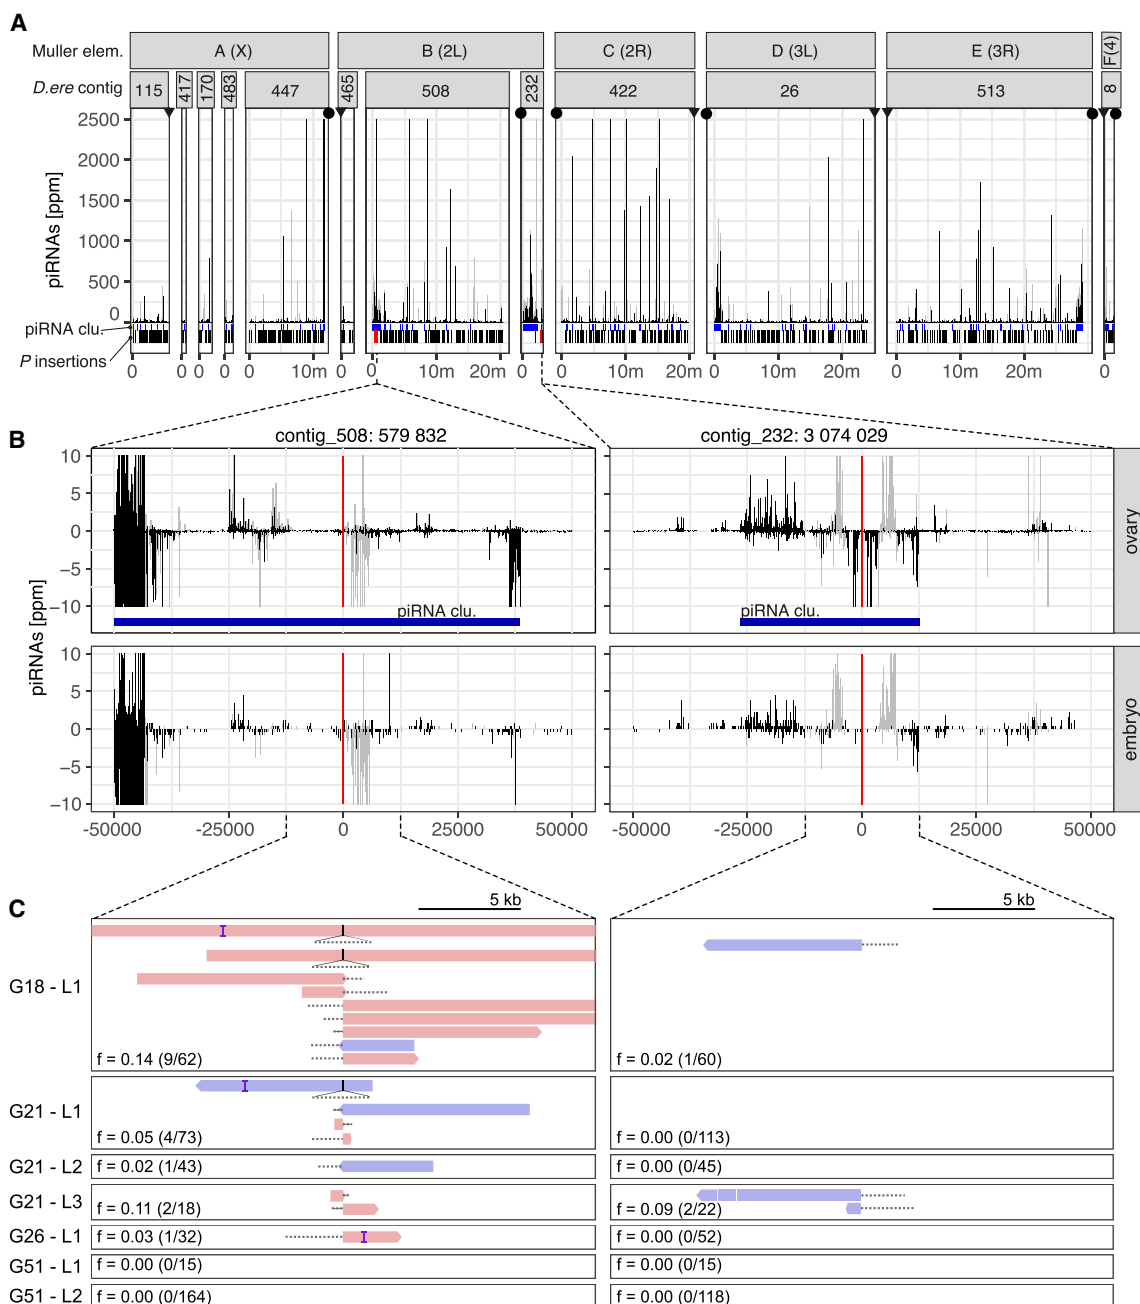 A
Muller elem.
A (X)
B (2L)
C (2R)
D (3L)
E (3R)
F(4)
D.ere contig
115
417
170
483
447
465
508
232
422
26
513
8
piRNAs [ppm]
2500
2000
1500
1000
500
0
piRNA clu.
P insertions
0 0 0 0 0 10m 0 0 10m 20m 0 0 10m 20m 0 10m 20m 0 10m 20m 0
B
contig_508: 579 832
contig_232: 3 074 029
piRNAs [ppm]
10
5
0
−5
−10
piRNA clu.
piRNA clu.
ovary
10
5
0
−5
−10
embryo
-50000 -25000 0 25000 50000
-50000 -25000 0 25000 50000
C
5 kb
5 kb
G18 - L1
f = 0.14 (9/62)
f = 0.02 (1/60)
G21 - L1
f = 0.05 (4/73)
f = 0.00 (0/113)
G21 - L2
f = 0.02 (1/43)
f = 0.00 (0/45)
G21 - L3
f = 0.11 (2/18)
f = 0.09 (2/22)
G26 - L1
f = 0.03 (1/32)
f = 0.00 (0/52)
G51 - L1
f = 0.00 (0/15)
f = 0.00 (0/15)
G51 - L2
f = 0.00 (0/164)
f = 0.00 (0/118)